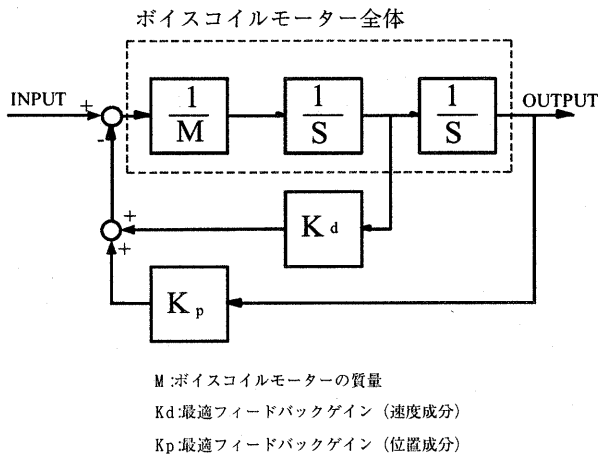 ボイスコイルモーター全体
INPUT
+
-
1
M
1
S
1
S
OUTPUT
+
+
Kd
Kp
M:ボイスコイルモーターの質量
Kd:最適フィードバックゲイン (速度成分)
Kp:最適フィードバックゲイン (位置成分)